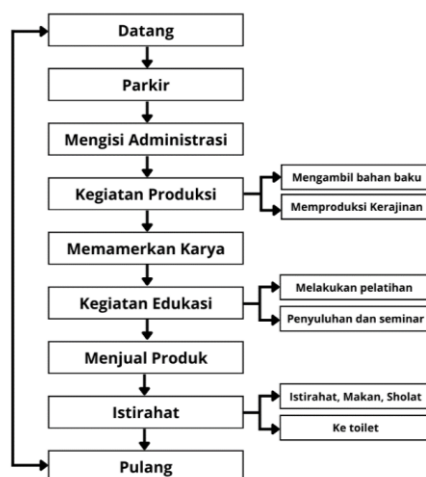 Datang
Parkir
Mengisi Administrasi
Kegiatan Produksi
Mengambil bahan baku
Memproduksi Kerajinan
Memamerkan Karya
Kegiatan Edukasi
Melakukan pelatihan
Penyuluhan dan seminar
Menjual Produk
Istirahat
Istirahat, Makan, Sholat
Ke toilet
Pulang